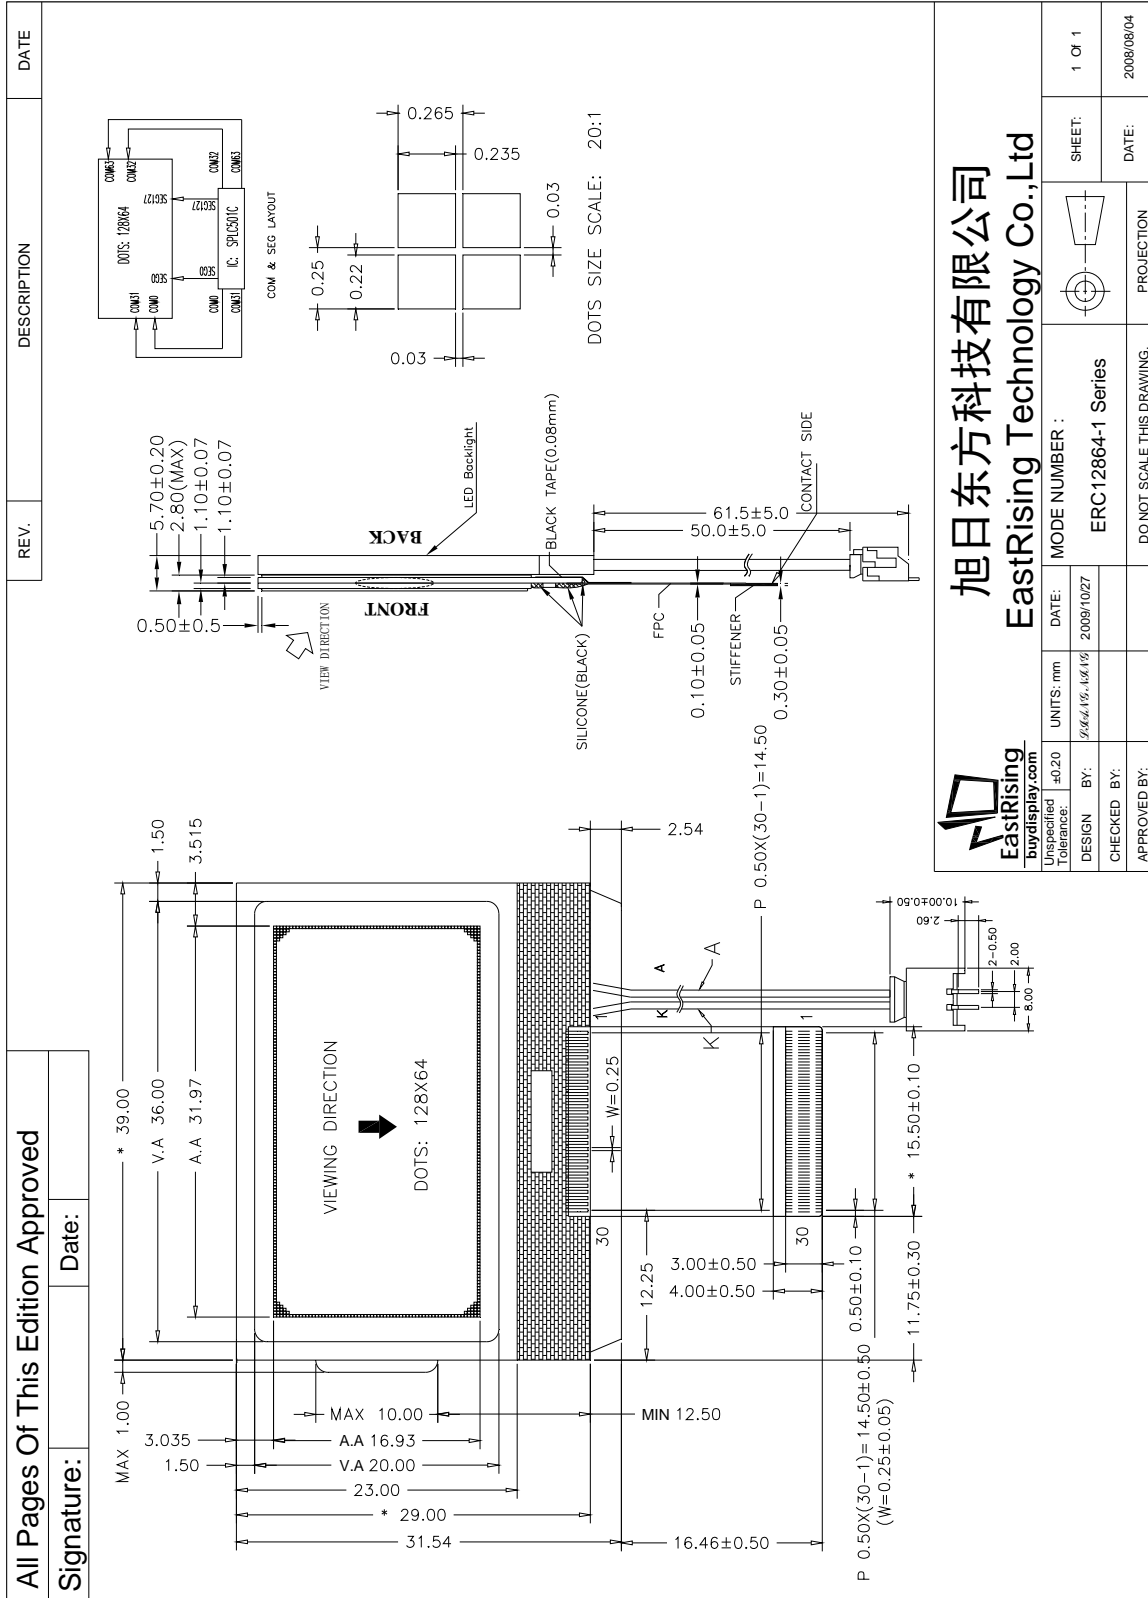 All Pages Of This Edition Approved
Signature:
Date:
REV.
DESCRIPTION
DATE
* 39.00
V.A 36.00
A.A 31.97
1.50
3.515
MAX 1.00
3.035
1.50
MAX 10.00
A.A 16.93
V.A 20.00
23.00
* 29.00
31.54
MIN 12.50
16.46±0.50
VIEWING DIRECTION
DOTS: 128X64
2.54
W=0.25
12.25
30
1
K
A
K
A
P 0.50X(30-1)=14.50
30
1
3.00±0.50
4.00±0.50
0.50±0.10
11.75±0.30
* 15.50±0.10
P 0.50X(30-1)=14.50±0.50
(W=0.25±0.05)
10.00±0.50
2.60
2-0.50
2.00
8.00
5.70±0.20
2.80(MAX)
1.10±0.07
1.10±0.07
0.50±0.5
VIEW DIRECTION
FRONT
BACK
LED Backlight
BLACK TAPE(0.08mm)
SILICONE(BLACK)
61.5±5.0
50.0±5.0
FPC
0.10±0.05
STIFFENER
0.30±0.05
CONTACT SIDE
DOTS: 128X64
COM31
COM0
SEG0
SEG127
COM63
COM32
COM0
COM31
SEG0
SEG127
COM32
COM63
IC: SPLC501C
COM & SEG LAYOUT
0.25
0.22
0.265
0.235
0.03
0.03
DOTS SIZE SCALE: 20:1
旭日东方科技有限公司
EastRising Technology Co.,Ltd
EastRising
buydisplay.com
Unspecified
Tolerance:
±0.20
UNITS: mm
DATE:
MODE NUMBER :
ERC12864-1 Series
SHEET:
1 Of 1
DESIGN BY:
2009/10/27
CHECKED BY:
APPROVED BY:
DO NOT SCALE THIS DRAWING.
PROJECTION
DATE:
2008/08/04